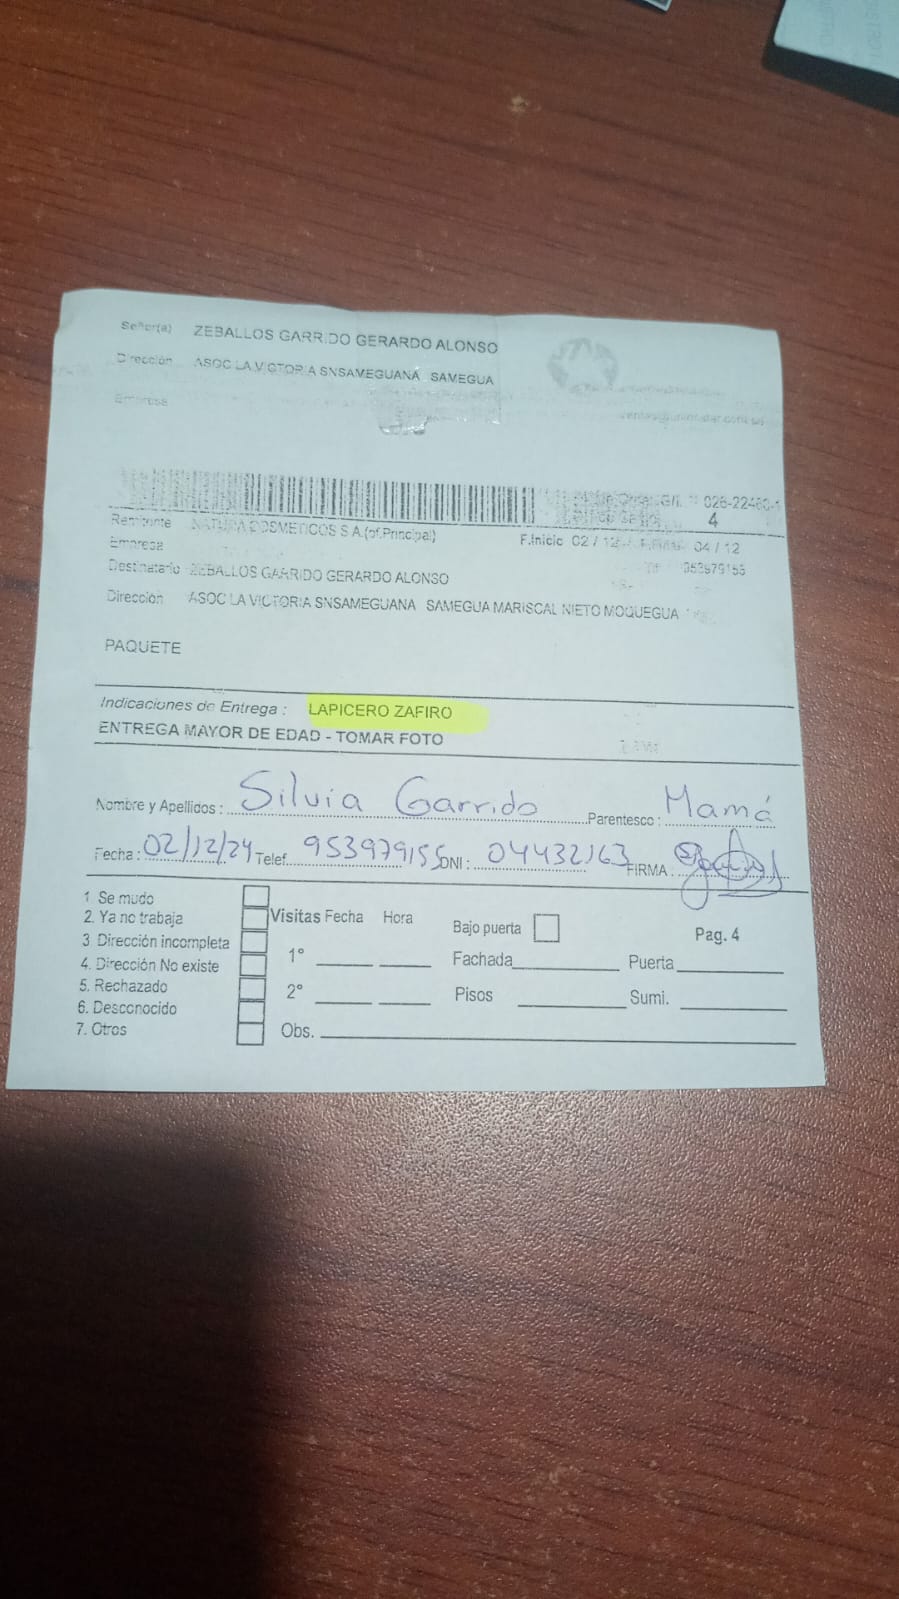 Señor(a) ZEBALLOS GARRIDO GERARDO ALONSO
Dirección ASOC LA VICTORIA SNSAMEGUANA SAMEGUA
Empresa
026-22460-1
4
Remitente NATURA COSMETICOS S A.(of.Principal)
F.Inicio 02 / 12 04 / 12
Empresa
953979155
Destinatario ZEBALLOS GARRIDO GERARDO ALONSO
Dirección ASOC LA VICTORIA SNSAMEGUANA SAMEGUA MARISCAL NIETO MOQUEGUA
PAQUETE
Indicaciones de Entrega : LAPICERO ZAFIRO
ENTREGA MAYOR DE EDAD - TOMAR FOTO
Nombre y Apellidos : Silvia Garrido Parentesco : Mamá
Fecha : 02/12/24 Telef. 953979155 DNI : 04432163 FIRMA :
1 Se mudo
2. Ya no trabaja Visitas Fecha Hora Bajo puerta Pag. 4
3. Dirección incompleta 1° Fachada Puerta
4. Dirección No existe
5. Rechazado 2° Pisos Sumi.
6. Desconocido
7. Otros Obs.